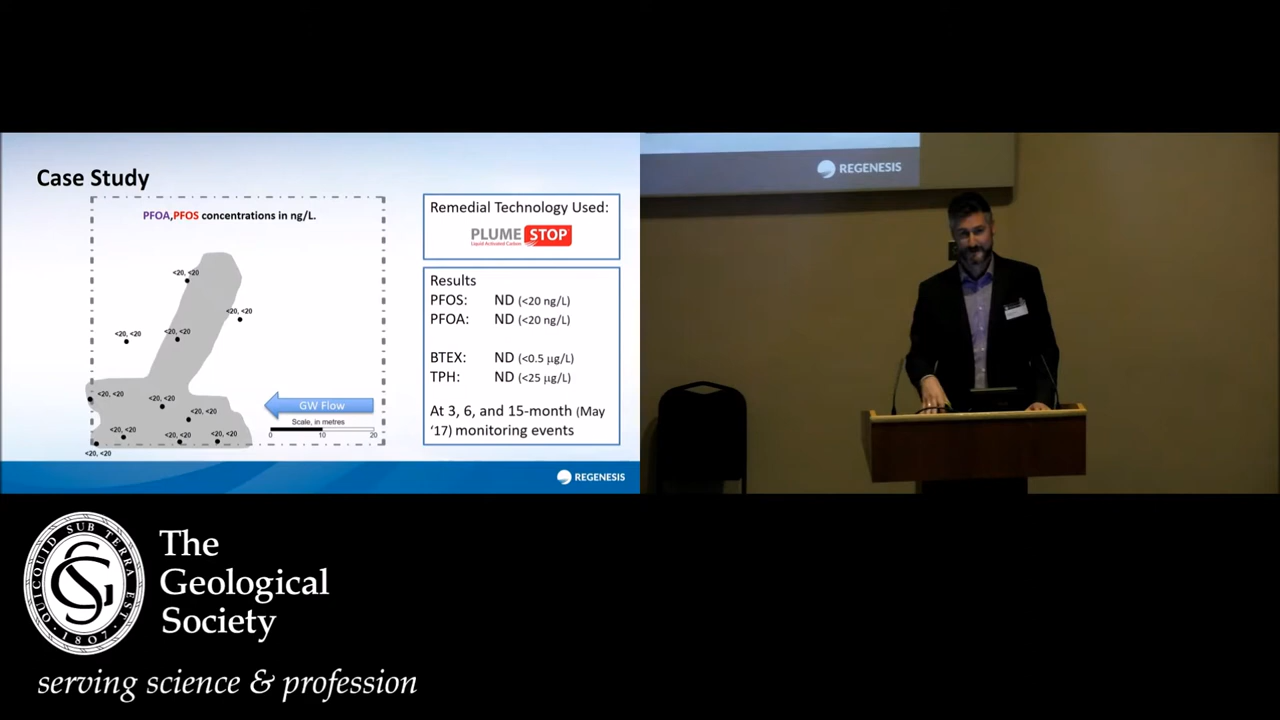 Case Study
PFOA,PFOS concentrations in ng/L.
<20, <20
<20, <20
<20, <20
<20, <20
<20, <20
<20, <20
<20, <20
<20, <20
<20, <20
<20, <20
<20, <20
GW Flow
Scale, in metres
0 10 20
Remedial Technology Used:
PLUME STOP
Liquid Activated Carbon
Results
PFOS: ND (<20 ng/L)
PFOA: ND (<20 ng/L)
BTEX: ND (<0.5 µg/L)
TPH: ND (<25 µg/L)
At 3, 6, and 15-month (May
‘17) monitoring events
REGENESIS
REGENESIS
QUICQUID SUB TERRA EST
1807
The
Geological
Society
serving science & profession